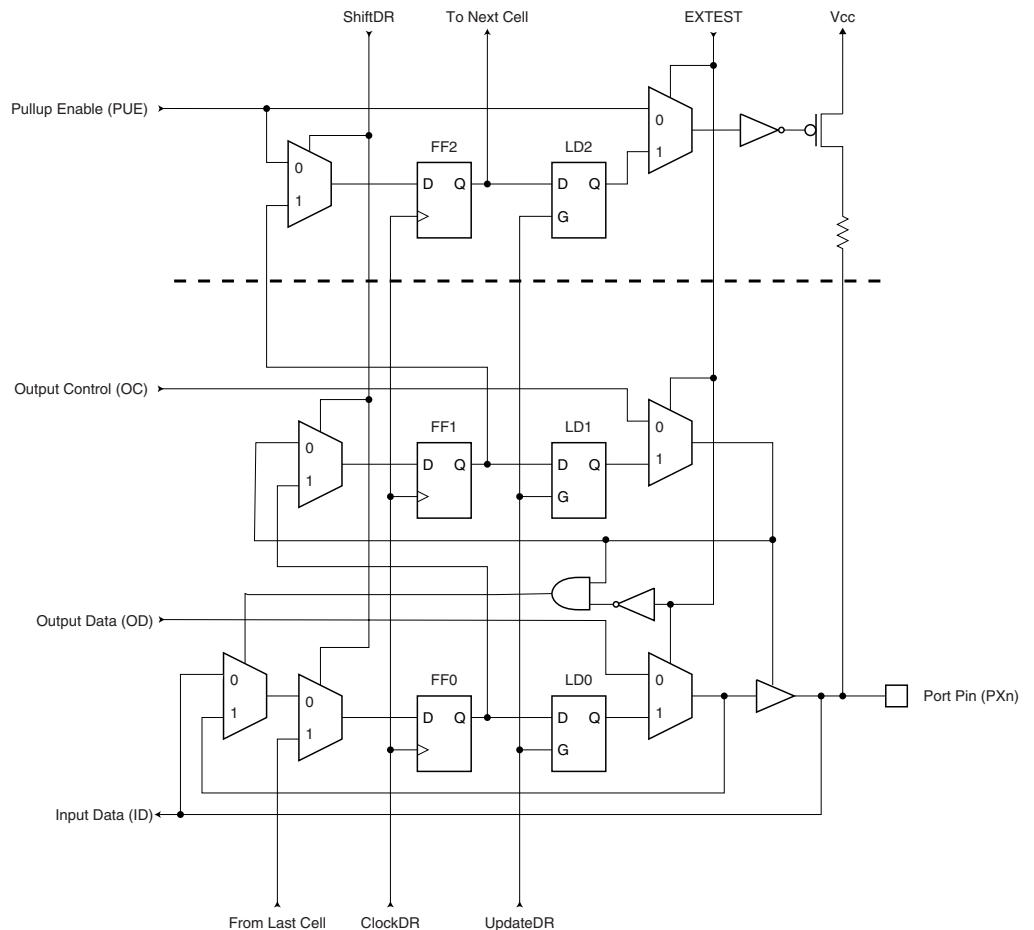 ShiftDR
To Next Cell
EXTEST
Vcc
Pullup Enable (PUE)
0
1
FF2
D Q
LD2
D Q
G
0
1
Output Control (OC)
0
1
FF1
D Q
LD1
D Q
G
0
1
Output Data (OD)
0
1
0
1
FF0
D Q
LD0
D Q
G
0
1
Port Pin (PXn)
Input Data (ID)
From Last Cell
ClockDR
UpdateDR